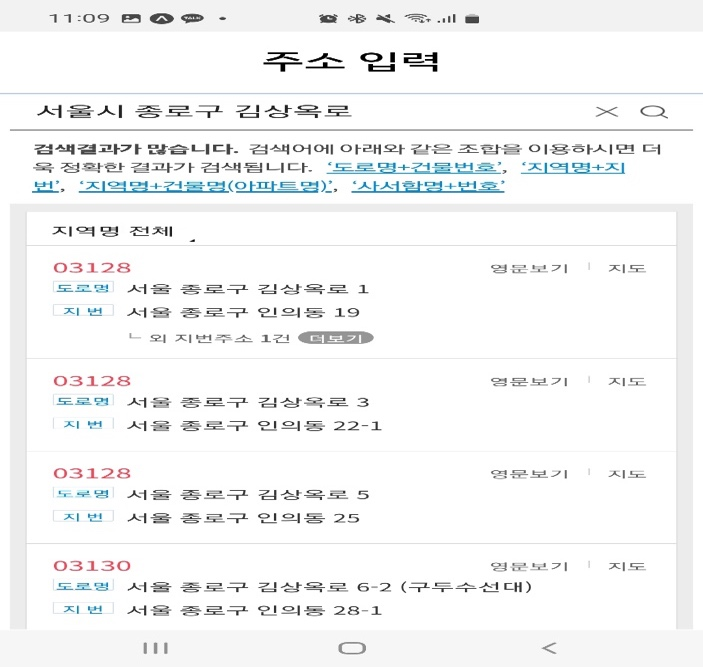 11:09 TALK
주소 입력
서울시 종로구 김상옥로
검색결과가 많습니다. 검색어에 아래와 같은 조합을 이용하시면 더
욱 정확한 결과가 검색됩니다. '도로명+건물번호', '지역명+지
번', '지역명+건물명(아파트명)', '사서함명+번호'
지역명 전체
03128 영문보기 지도
도로명 서울 종로구 김상옥로 1
지번 서울 종로구 인의동 19
└ 외 지번주소 1건 더보기
03128 영문보기 지도
도로명 서울 종로구 김상옥로 3
지번 서울 종로구 인의동 22-1
03128 영문보기 지도
도로명 서울 종로구 김상옥로 5
지번 서울 종로구 인의동 25
03130 영문보기 지도
도로명 서울 종로구 김상옥로 6-2 (구두수선대)
지번 서울 종로구 인의동 28-1